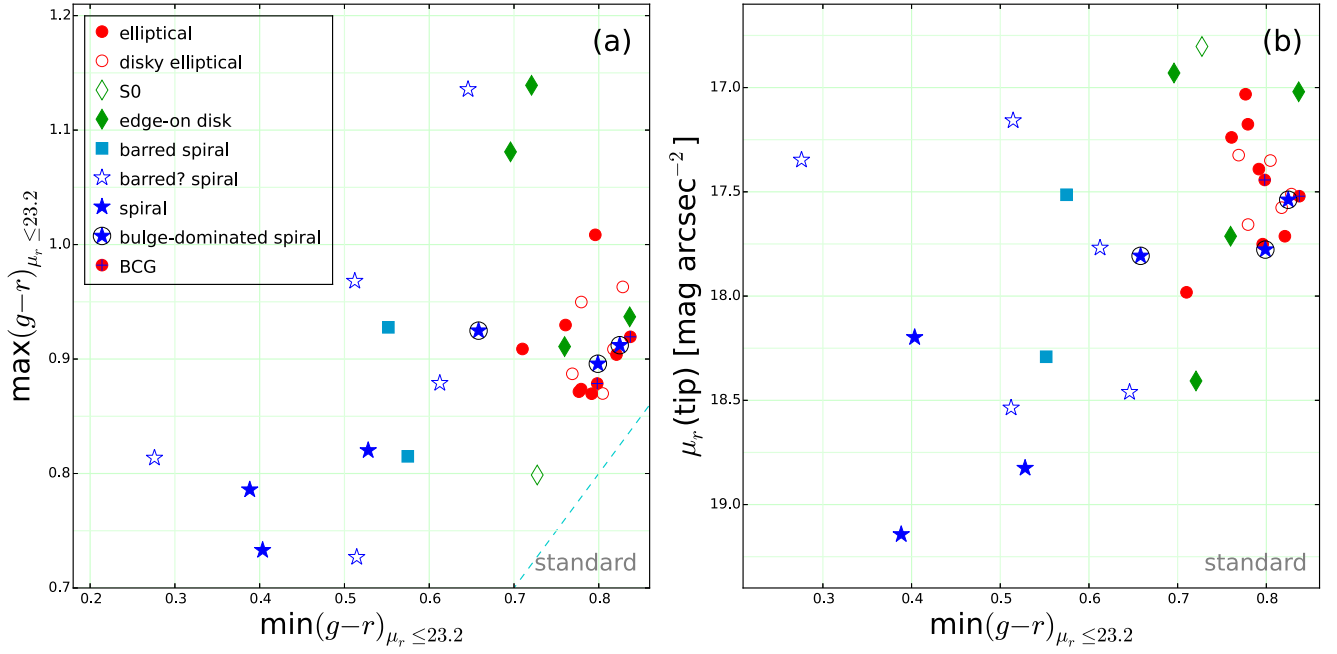 (a)
elliptical
disky elliptical
S0
edge-on disk
barred spiral
barred? spiral
spiral
bulge-dominated spiral
BCG
max(g−r)μr ≤23.2
1.2
1.1
1.0
0.9
0.8
0.7
standard
0.2 0.3 0.4 0.5 0.6 0.7 0.8
min(g−r)μr ≤23.2
(b)
μr(tip) [mag arcsec−2]
17.0
17.5
18.0
18.5
19.0
standard
0.3 0.4 0.5 0.6 0.7 0.8
min(g−r)μr ≤23.2